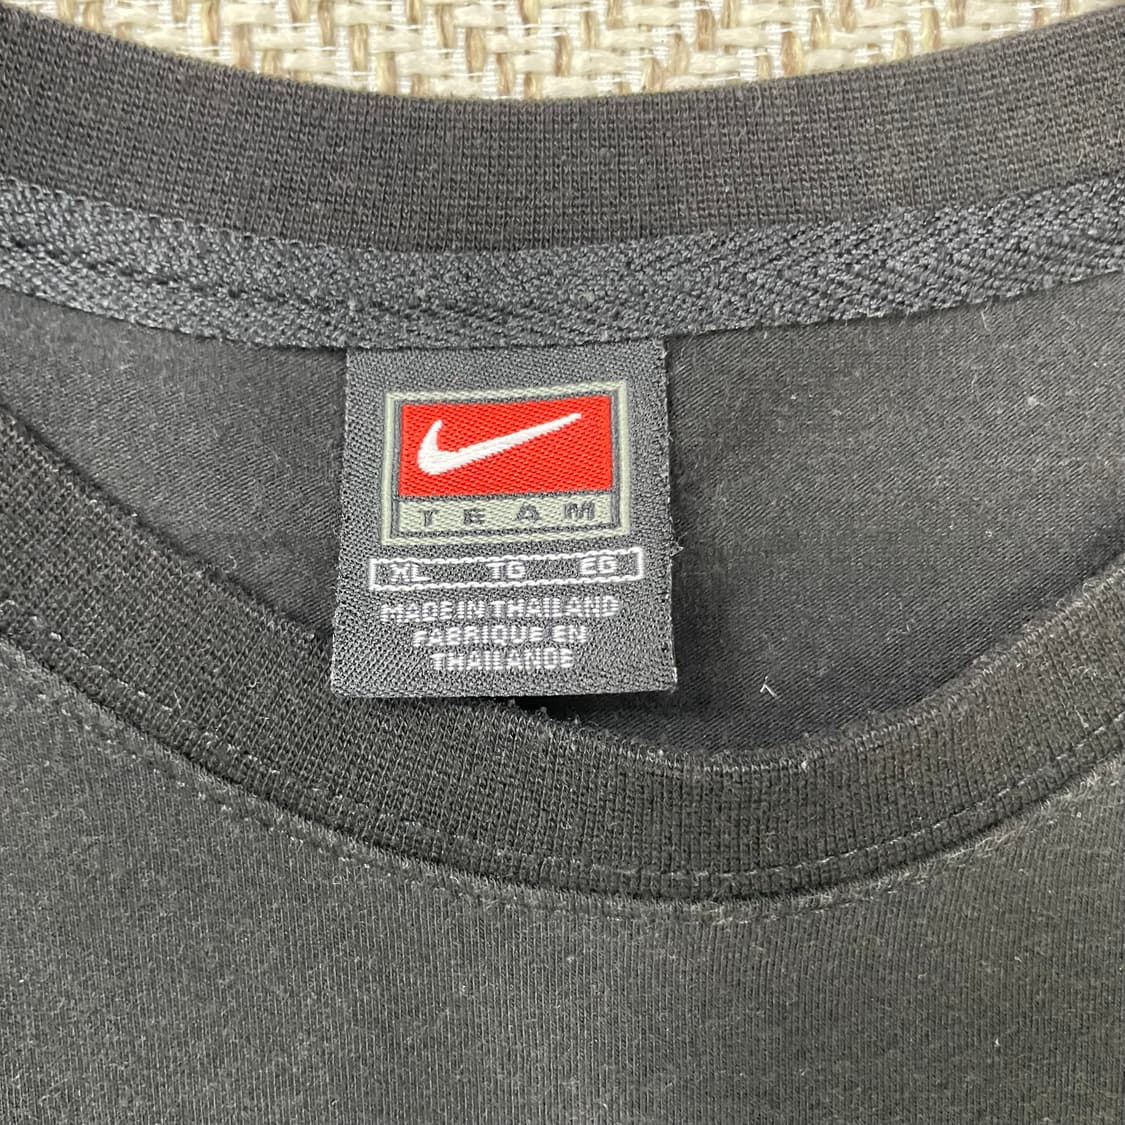 TEAM
XL TG EG
MADE IN THAILAND
FABRIQUE EN
THAILANDE